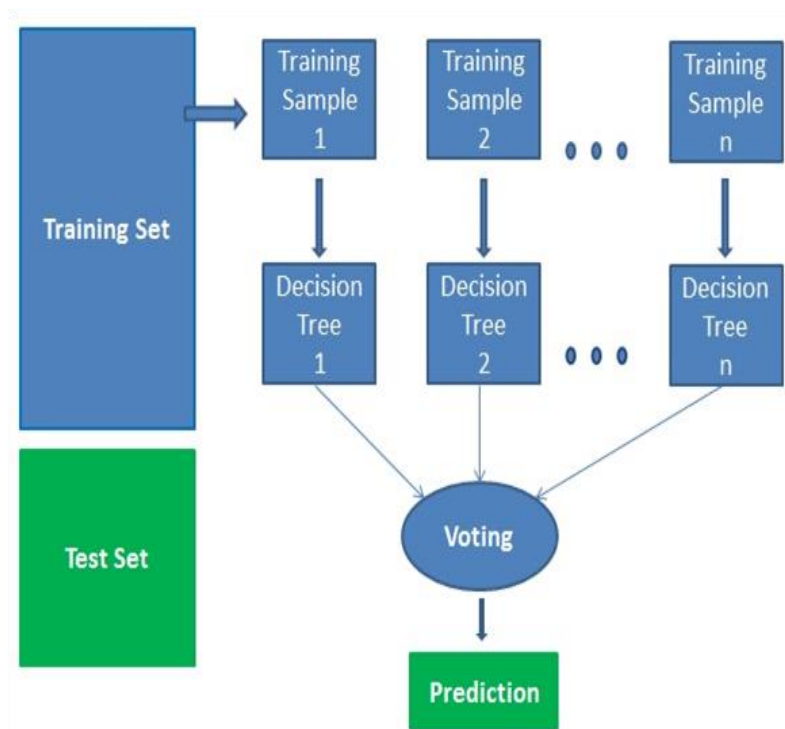 Training Set
Training
Sample
1
Training
Sample
2
Training
Sample
n
Decision
Tree
1
Decision
Tree
2
Decision
Tree
n
Test Set
Voting
Prediction